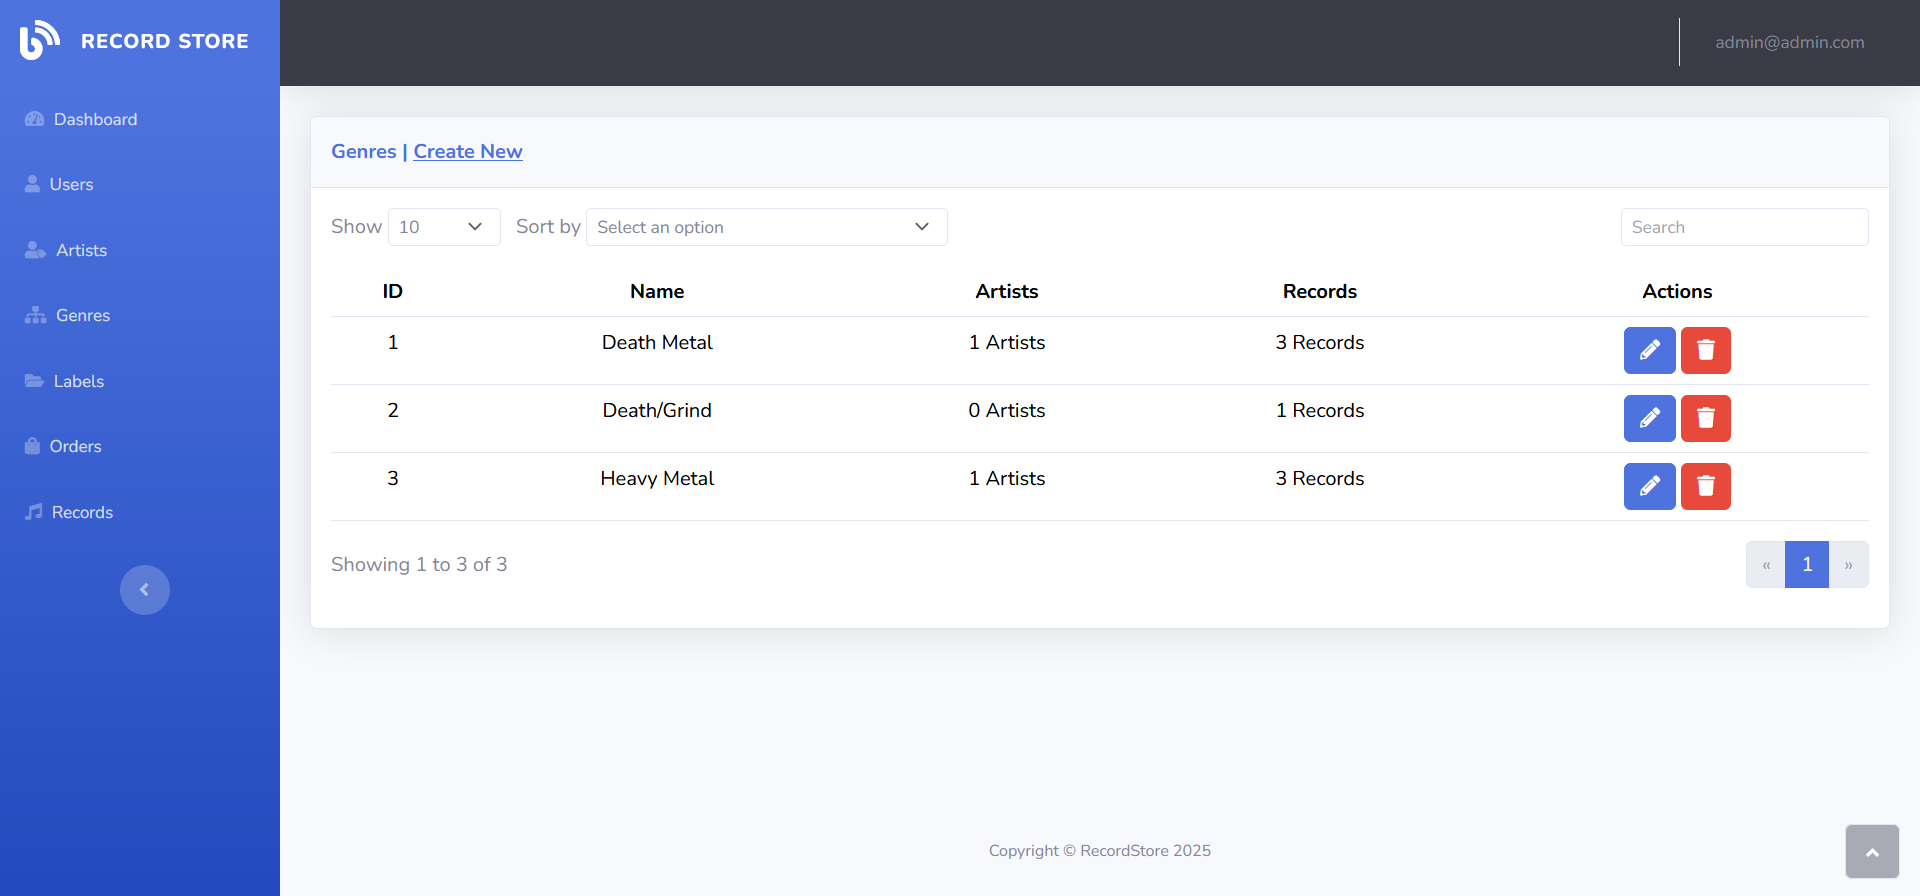 RECORD STORE
admin@admin.com
Dashboard
Users
Artists
Genres
Labels
Orders
Records
Genres | Create New
Show 10 Sort by Select an option Search
ID Name Artists Records Actions
1 Death Metal 1 Artists 3 Records
2 Death/Grind 0 Artists 1 Records
3 Heavy Metal 1 Artists 3 Records
Showing 1 to 3 of 3 « 1 »
Copyright © RecordStore 2025